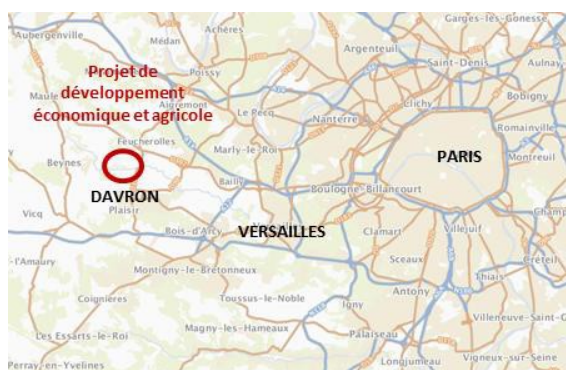 Garges-lès-Gonesse
Achères
Aubergenville
Médan
Argenteuil
Saint-Denis
Aulnay
Projet de
développement
économique et agricole
Poissy
Bobigny
Clichy
Maule
Aigremont
Le Pecq
Nanterre
Romainville
Feucherolles
Marly-le-Roi
PARIS
Montreuil
Beynes
Bailly
Boulogne-Billancourt
DAVRON
Plaisir
VERSAILLES
Vicq
Bois-d'Arcy
Clamart
Villejuif
Sceaux
Créteil
Montigny-le-Bretonneux
Thiais
Antony
Coignières
Toussus-le-Noble
Igny
Villeneuve-Saint-G
Les Essarts-le-Roi
Magny-les-Hameaux
Palaiseau
Perray-en-Yvelines
Longjumeau
Vigneux-sur-Seine